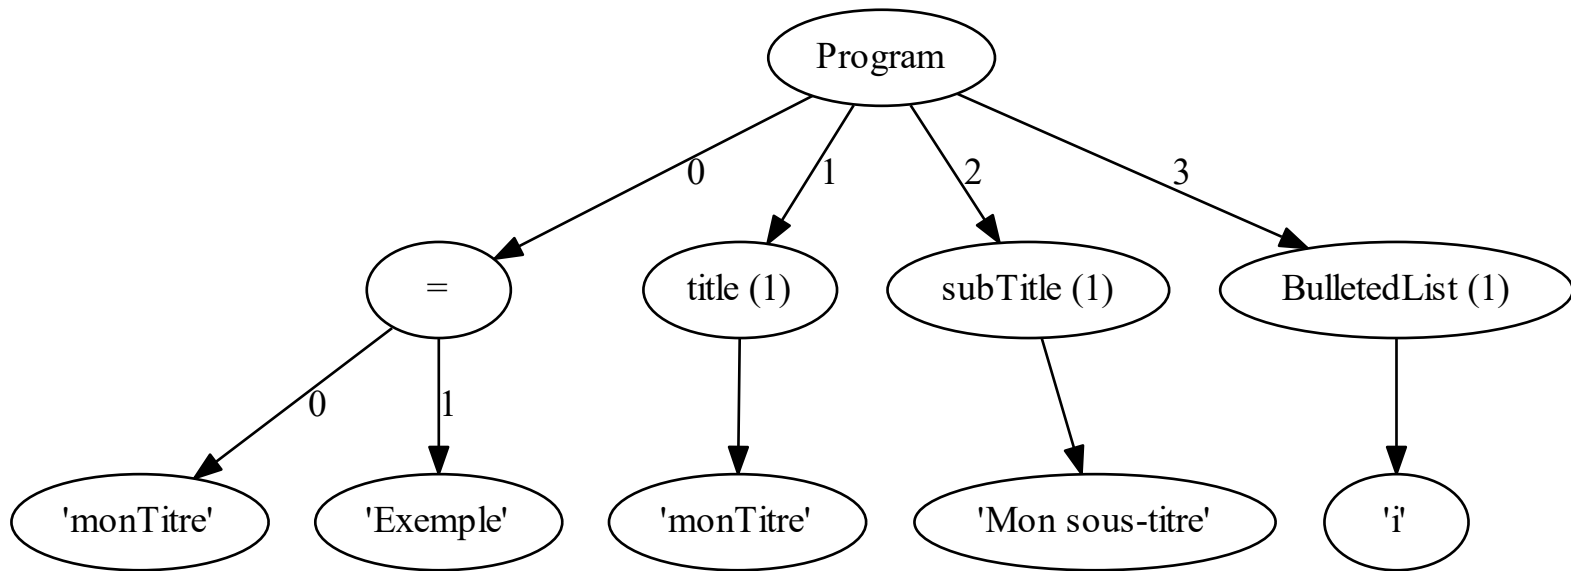 Program
0
1
2
3
=
title (1)
subTitle (1)
BulletedList (1)
0
1
'monTitre'
'Exemple'
'monTitre'
'Mon sous-titre'
'i'